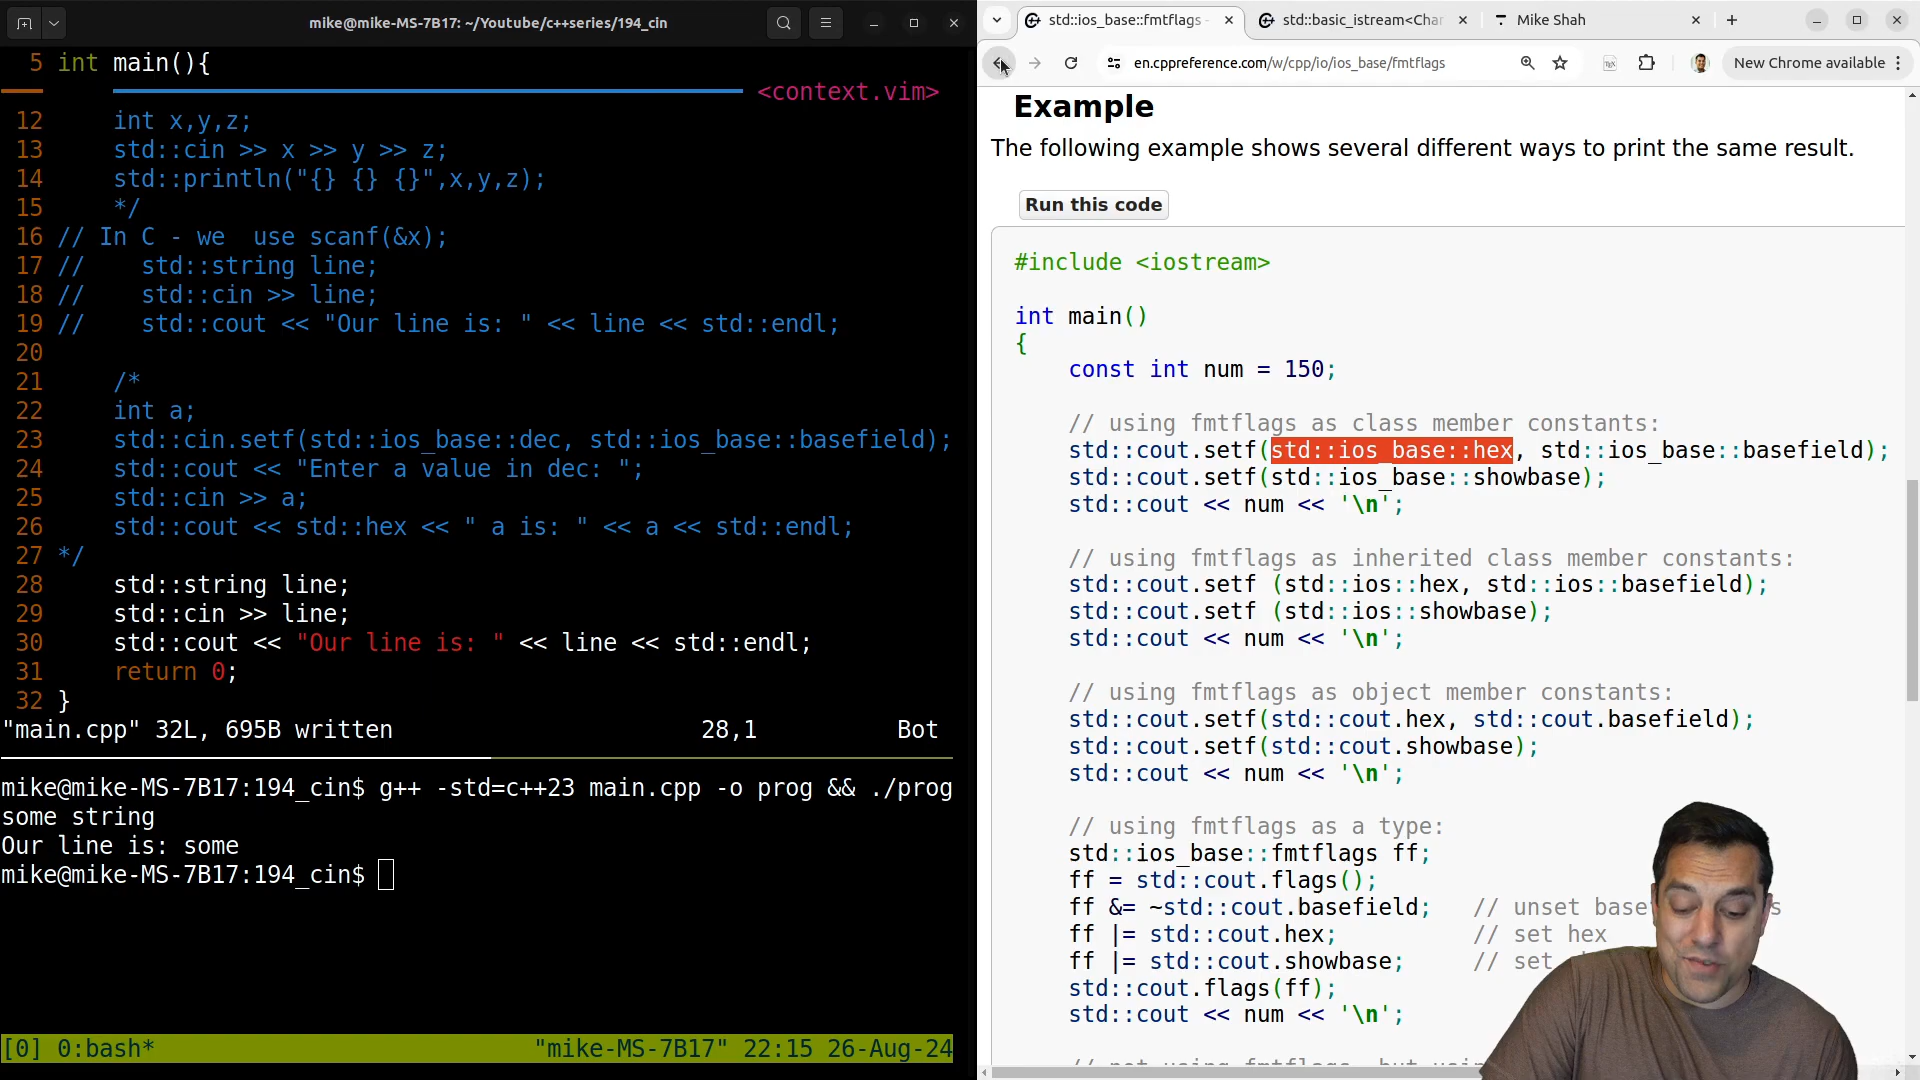 mike@mike-MS-7B17: ~/Youtube/c++series/194_cin
5 int main(){
<context.vim>
12 int x,y,z;
13 std::cin >> x >> y >> z;
14 std::println("{} {} {}",x,y,z);
15 */
16 // In C - we  use scanf(&x);
17 // std::string line;
18 // std::cin >> line;
19 // std::cout << "Our line is: " << line << std::endl;
20
21 /*
22 int a;
23 std::cin.setf(std::ios_base::dec, std::ios_base::basefield);
24 std::cout << "Enter a value in dec: ";
25 std::cin >> a;
26 std::cout << std::hex << " a is: " << a << std::endl;
27 */
28 std::string line;
29 std::cin >> line;
30 std::cout << "Our line is: " << line << std::endl;
31 return 0;
32 }
"main.cpp" 32L, 695B written 28,1 Bot
mike@mike-MS-7B17:194_cin$ g++ -std=c++23 main.cpp -o prog && ./prog
some string
Our line is: some
mike@mike-MS-7B17:194_cin$
[0] 0:bash* "mike-MS-7B17" 22:15 26-Aug-24
std::ios_base::fmtflags - std::basic_istream<Char Mike Shah
en.cppreference.com/w/cpp/io/ios_base/fmtflags New Chrome available
Example
The following example shows several different ways to print the same result.
Run this code
#include <iostream>
int main()
{
const int num = 150;
// using fmtflags as class member constants:
std::cout.setf(std::ios_base::hex, std::ios_base::basefield);
std::cout.setf(std::ios_base::showbase);
std::cout << num << '\n';
// using fmtflags as inherited class member constants:
std::cout.setf (std::ios::hex, std::ios::basefield);
std::cout.setf (std::ios::showbase);
std::cout << num << '\n';
// using fmtflags as object member constants:
std::cout.setf(std::cout.hex, std::cout.basefield);
std::cout.setf(std::cout.showbase);
std::cout << num << '\n';
// using fmtflags as a type:
std::ios_base::fmtflags ff;
ff = std::cout.flags();
ff &= ~std::cout.basefield; // unset base
ff |= std::cout.hex; // set hex
ff |= std::cout.showbase; // set
std::cout.flags(ff);
std::cout << num << '\n';
// not using fmtflags, but usin